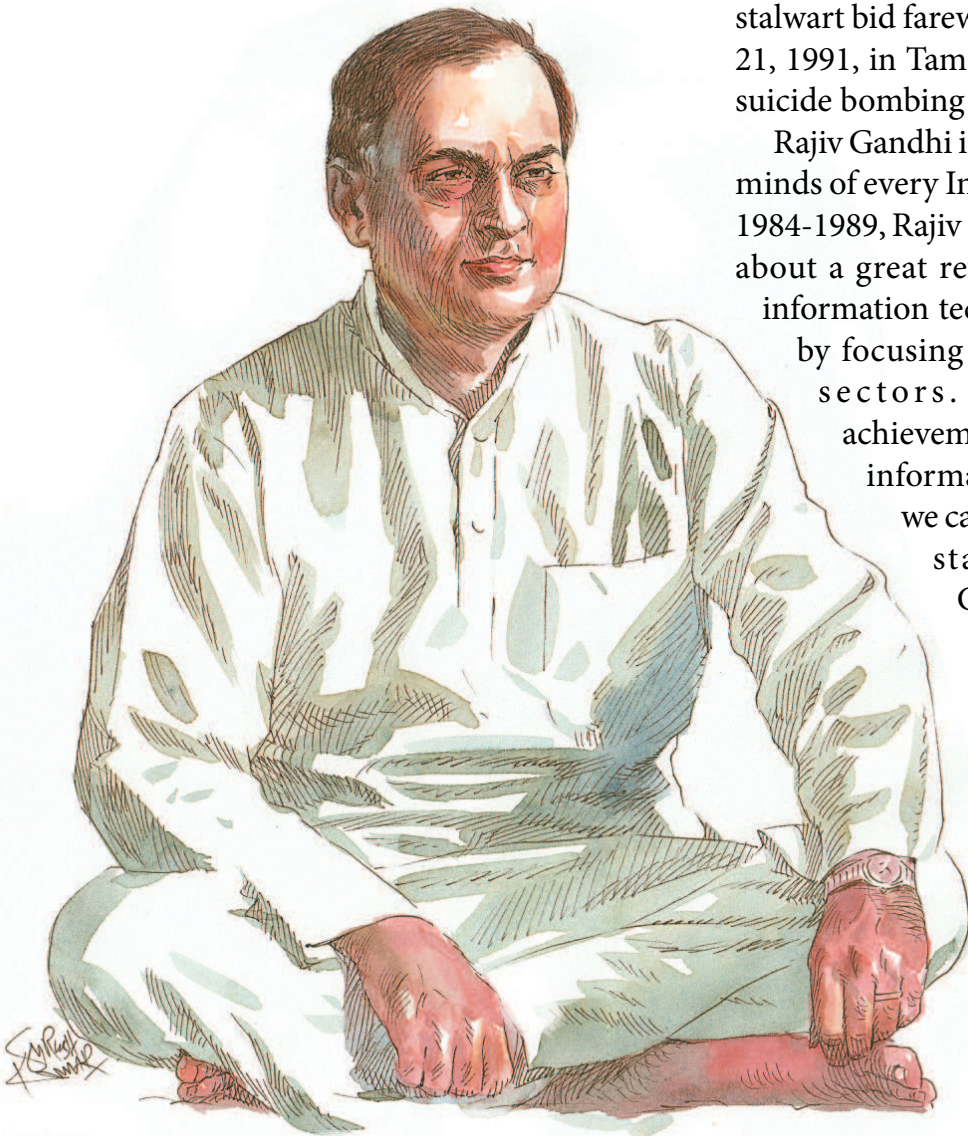 stalwart bid farew
21, 1991, in Tam
suicide bombing
Rajiv Gandhi i
minds of every In
1984-1989, Rajiv
about a great re
information tec
by focusing
sectors.
achievem
informa
we ca
sta